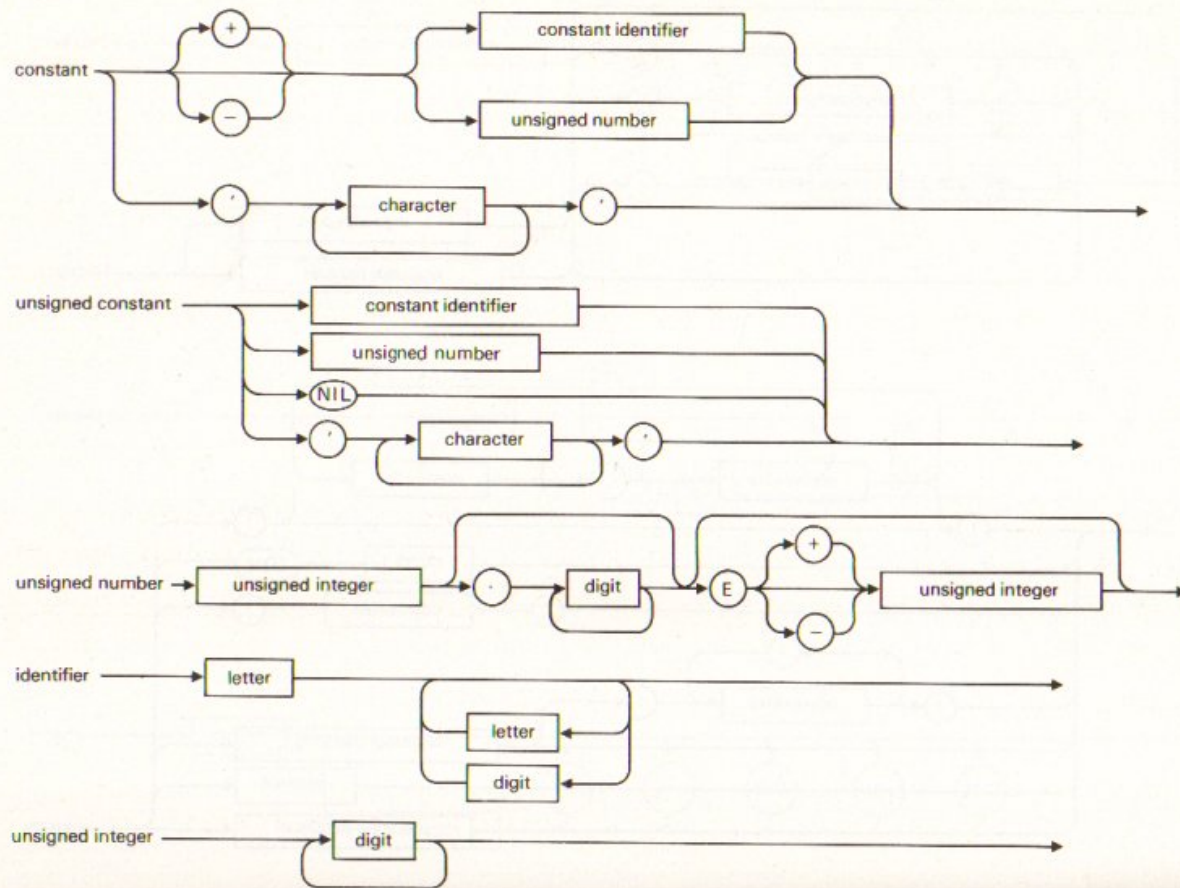 +
constant identifier
constant
−
unsigned number
' character '
unsigned constant
constant identifier
unsigned number
NIL
' character '
+
unsigned number unsigned integer . digit E unsigned integer
−
identifier letter
letter
digit
unsigned integer digit